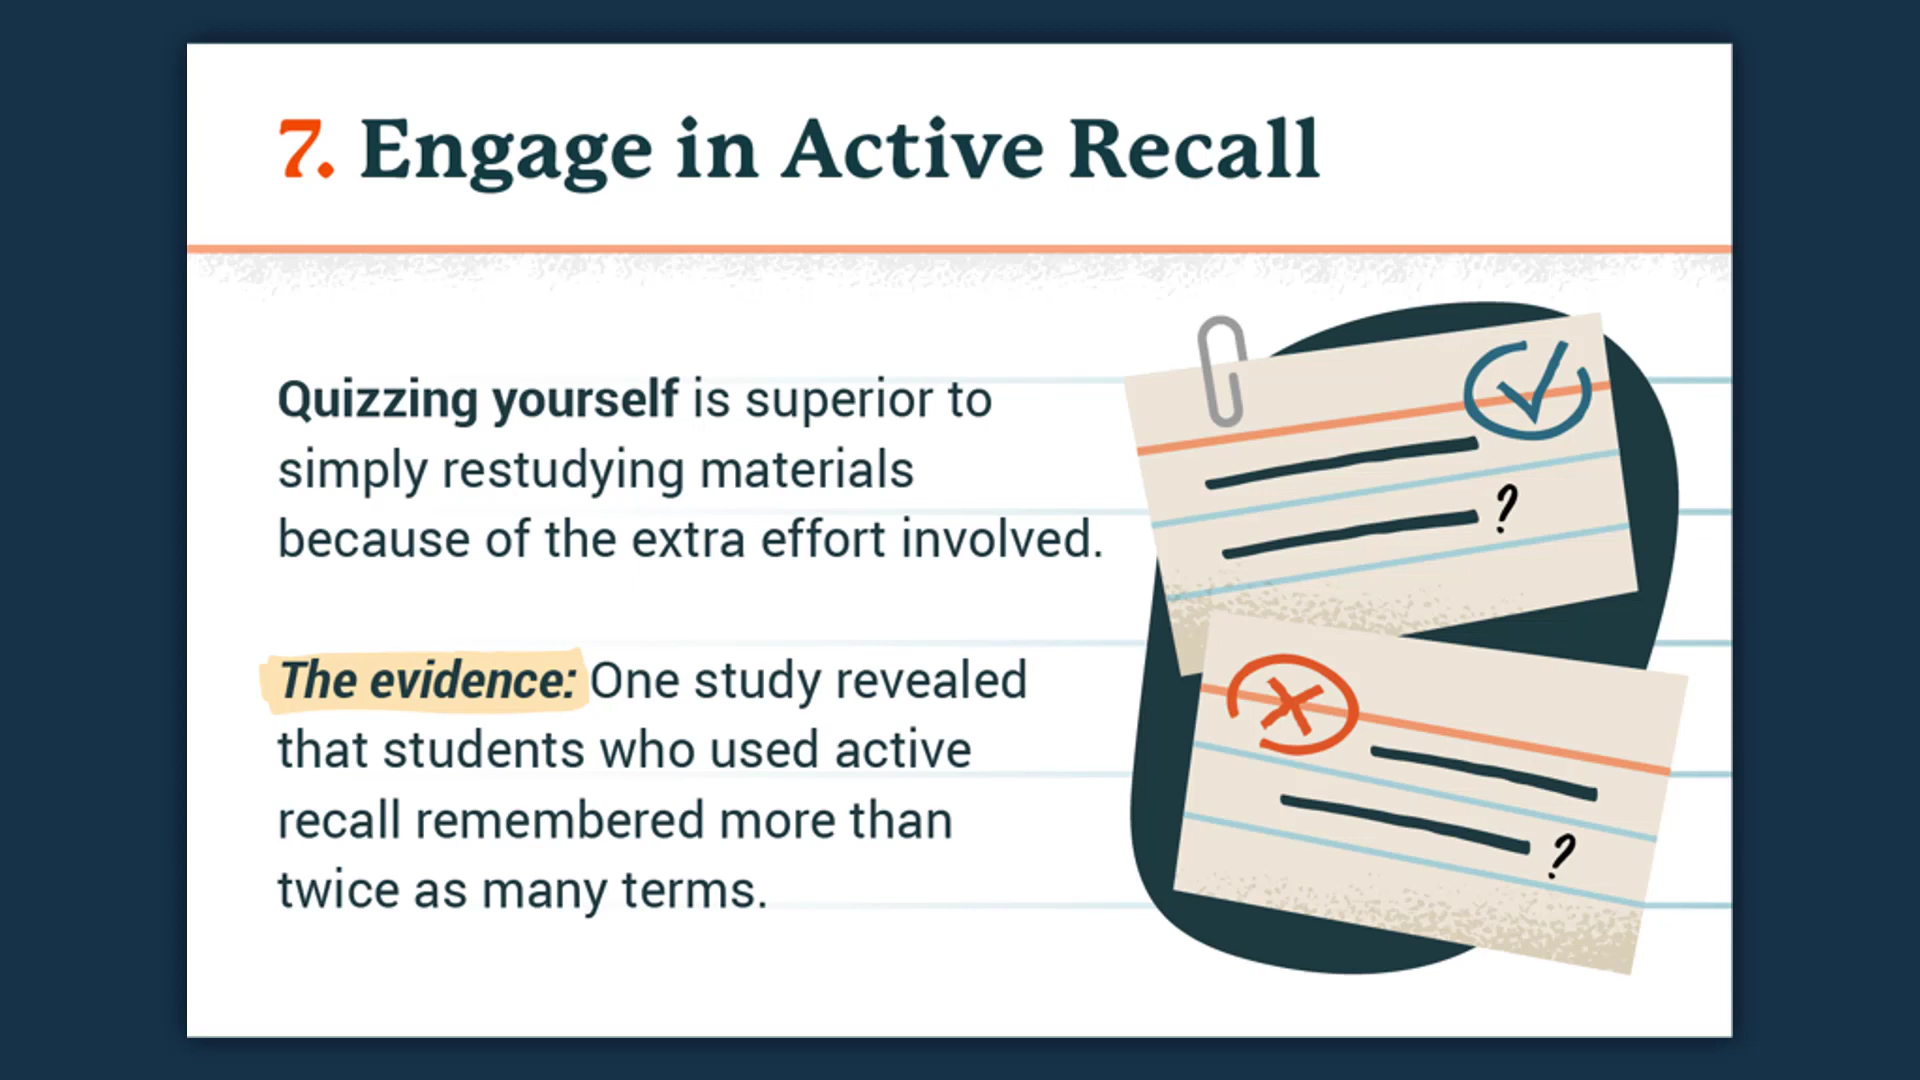 7. Engage in Active Recall
Quizzing yourself is superior to
simply restudying materials
because of the extra effort involved.
The evidence: One study revealed
that students who used active
recall remembered more than
twice as many terms.
?
?